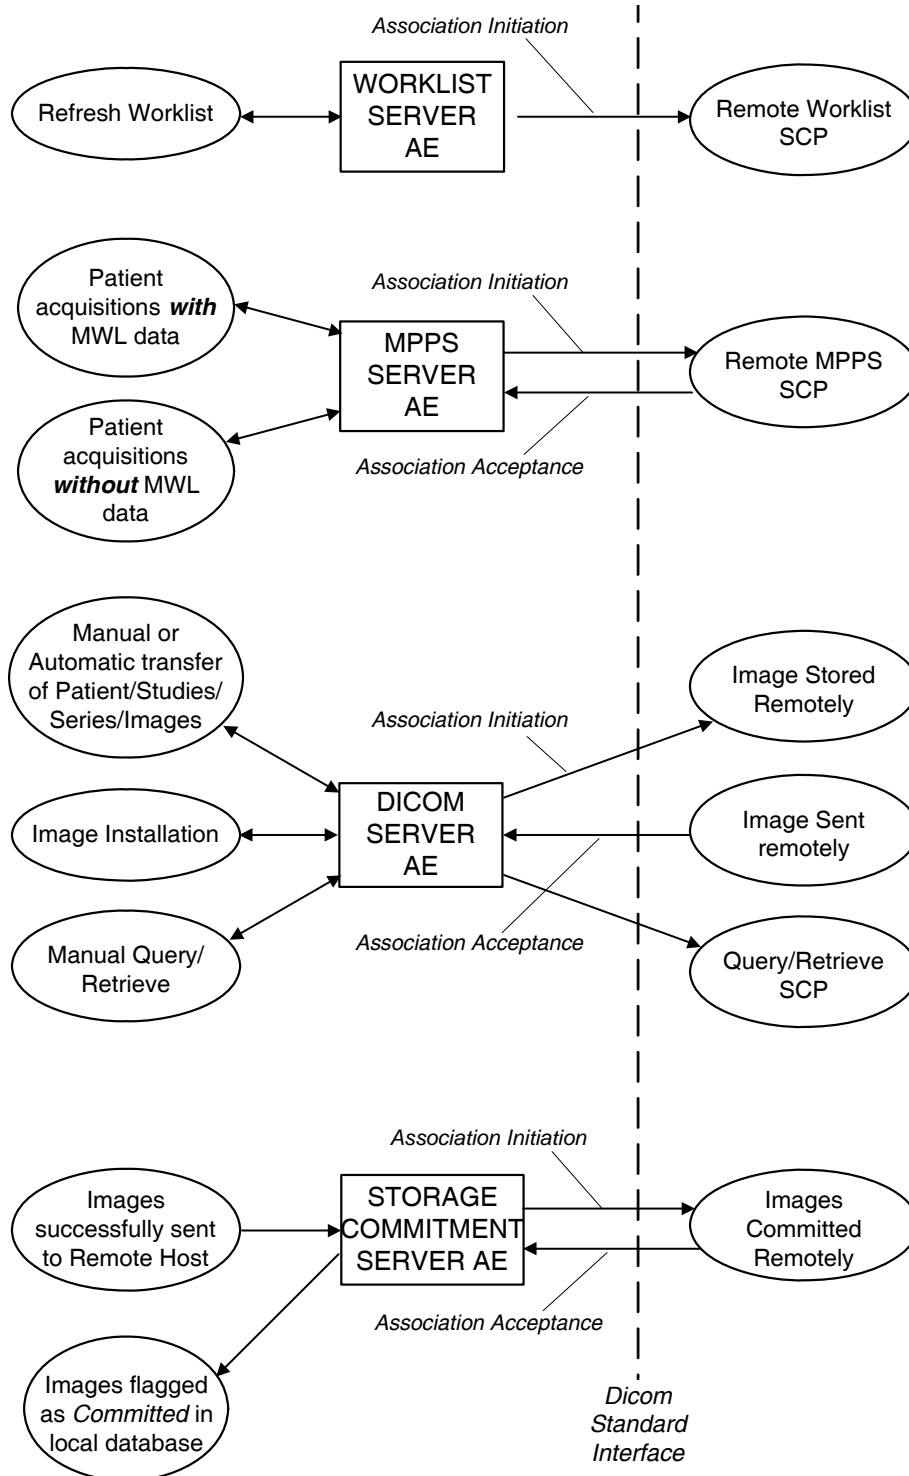 Association Initiation
Refresh Worklist
WORKLIST
SERVER
AE
Remote Worklist
SCP
Patient
acquisitions with
MWL data
Association Initiation
MPPS
SERVER
AE
Remote MPPS
SCP
Patient
acquisitions
without MWL
data
Association Acceptance
Manual or
Automatic transfer
of Patient/Studies/
Series/Images
Association Initiation
Image Stored
Remotely
Image Installation
DICOM
SERVER
AE
Image Sent
remotely
Manual Query/
Retrieve
Association Acceptance
Query/Retrieve
SCP
Association Initiation
Images
successfully sent
to Remote Host
STORAGE
COMMITMENT
SERVER AE
Images
Committed
Remotely
Association Acceptance
Images flagged
as Committed in
local database
Dicom
Standard
Interface